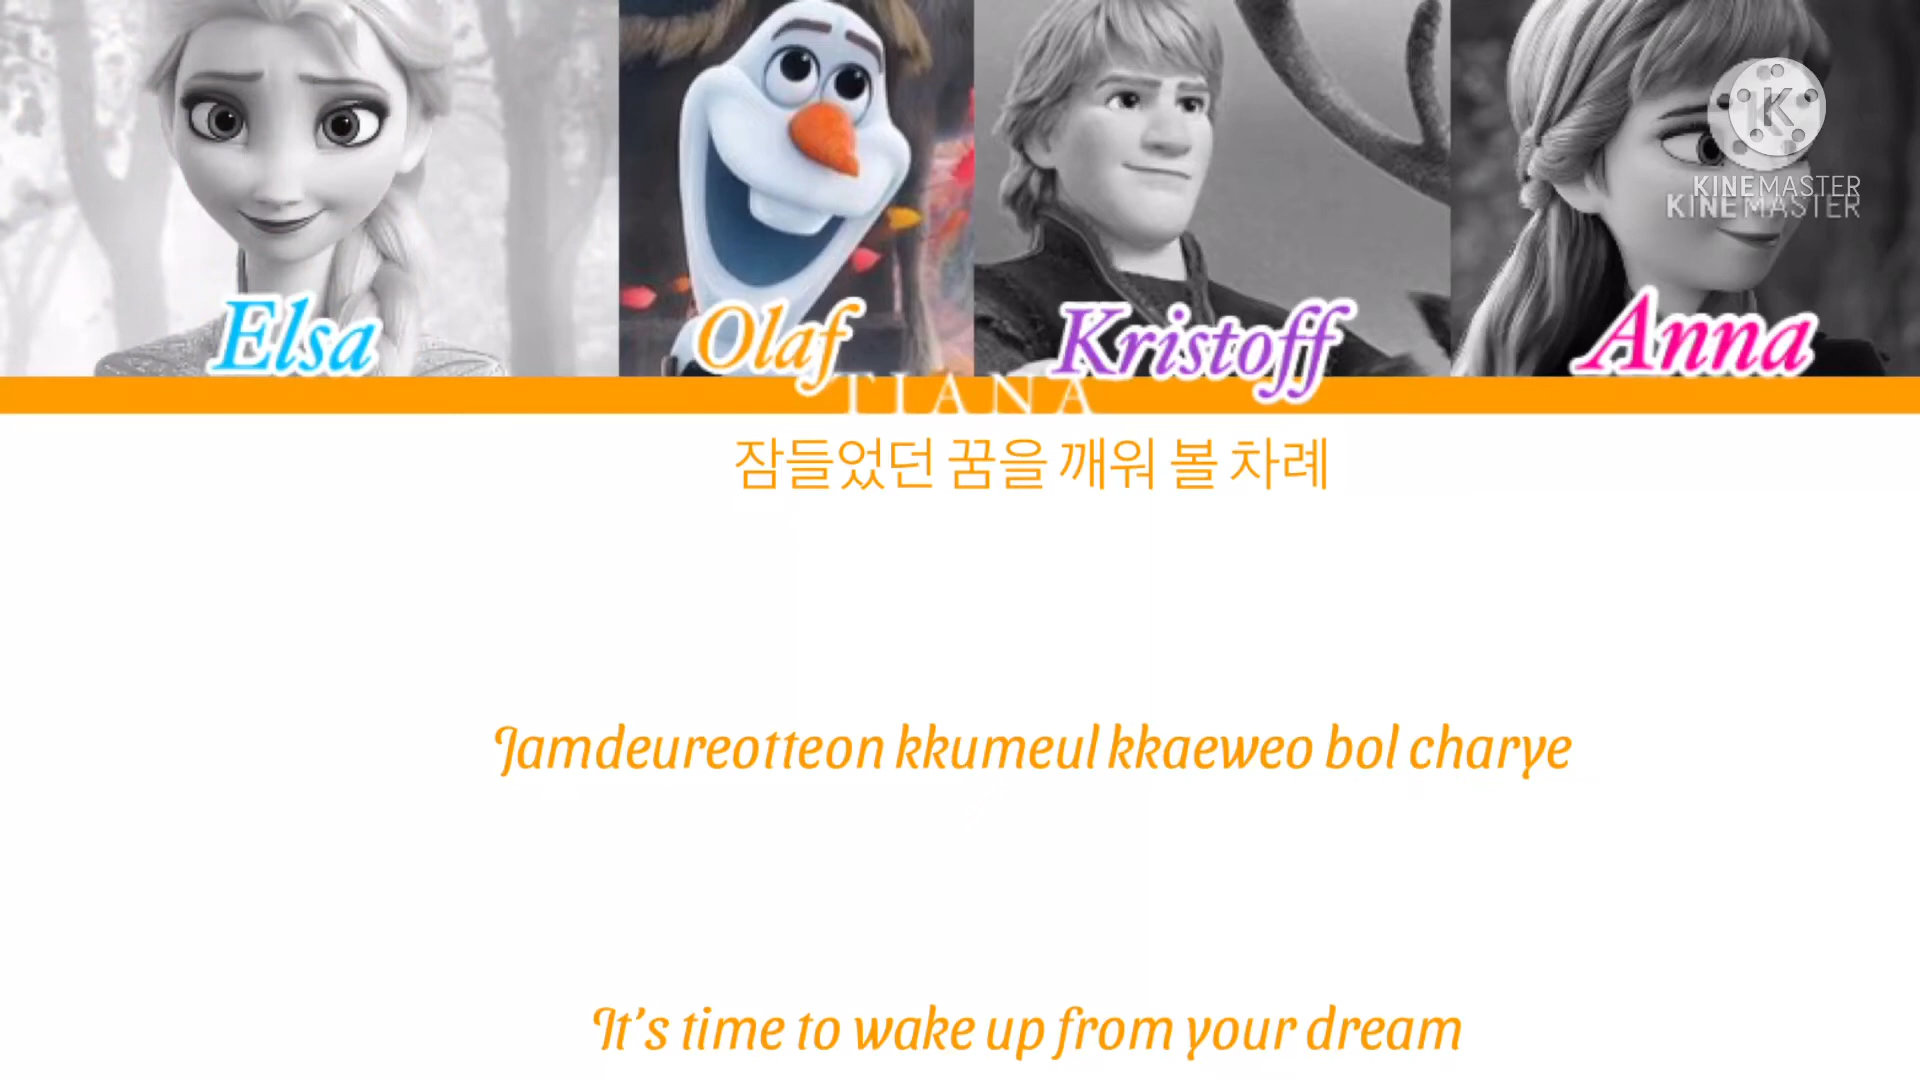 KINEMASTER
KINEMASTER
Elsa
Olaf
Kristoff
Anna
TIANA
잠들었던 꿈을 깨워 볼 차례
Jamdeureotteon kkumeul kkaeweo bol charye
It's time to wake up from your dream